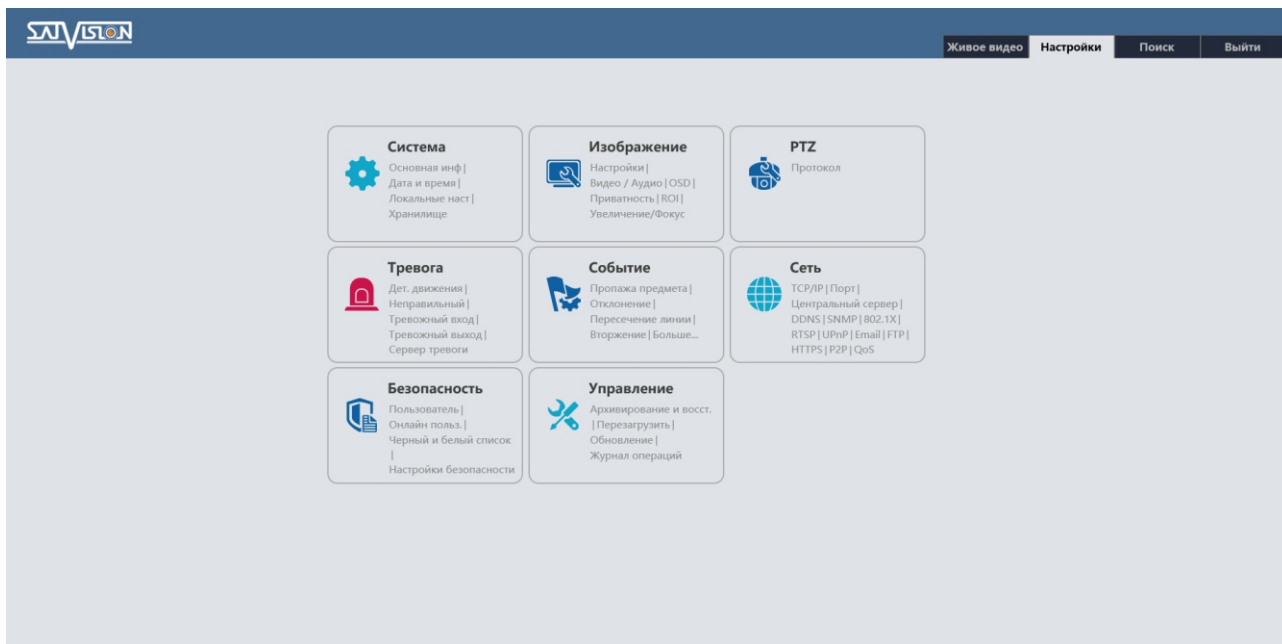 SATVISION
Живое видео Настройки Поиск Выйти
Система
Основная инф|
Дата и время|
Локальные наст|
Хранилище
Изображение
Настройки|
Видео / Аудио|OSD|
Приватность|ROI|
Увеличение/Фокус
PTZ
Протокол
Тревога
Дет. движения|
Неправильный|
Тревожный вход|
Тревожный выход|
Сервер тревоги
Событие
Пропажа предмета|
Отклонение|
Пересечение линии|
Вторжение|Больше...
Сеть
TCP/IP|Порт|
Центральный сервер|
DDNS|SNMP|802.1X|
RTSP|UPnP|Email|FTP|
HTTPS|P2P|QoS
Безопасность
Пользователь|
Онлайн польз.|
Черный и белый список
|
Настройки безопасности
Управление
Архивирование и восст.
|Перезагрузить|
Обновление|
Журнал операций